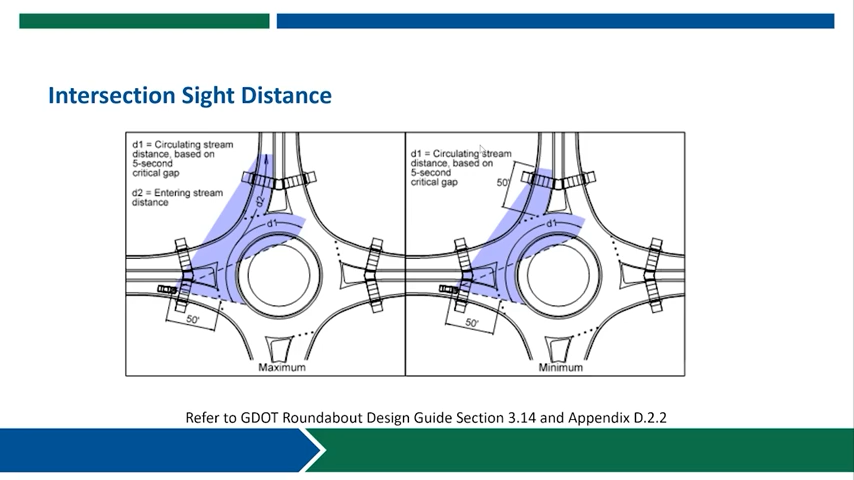 Intersection Sight Distance
d1 = Circulating stream
distance, based on
5-second
critical gap
d2 = Entering stream
distance
d2
d1
50'
Maximum
d1 = Circulating stream
distance, based on
5-second
critical gap
50'
d1
50'
Minimum
Refer to GDOT Roundabout Design Guide Section 3.14 and Appendix D.2.2